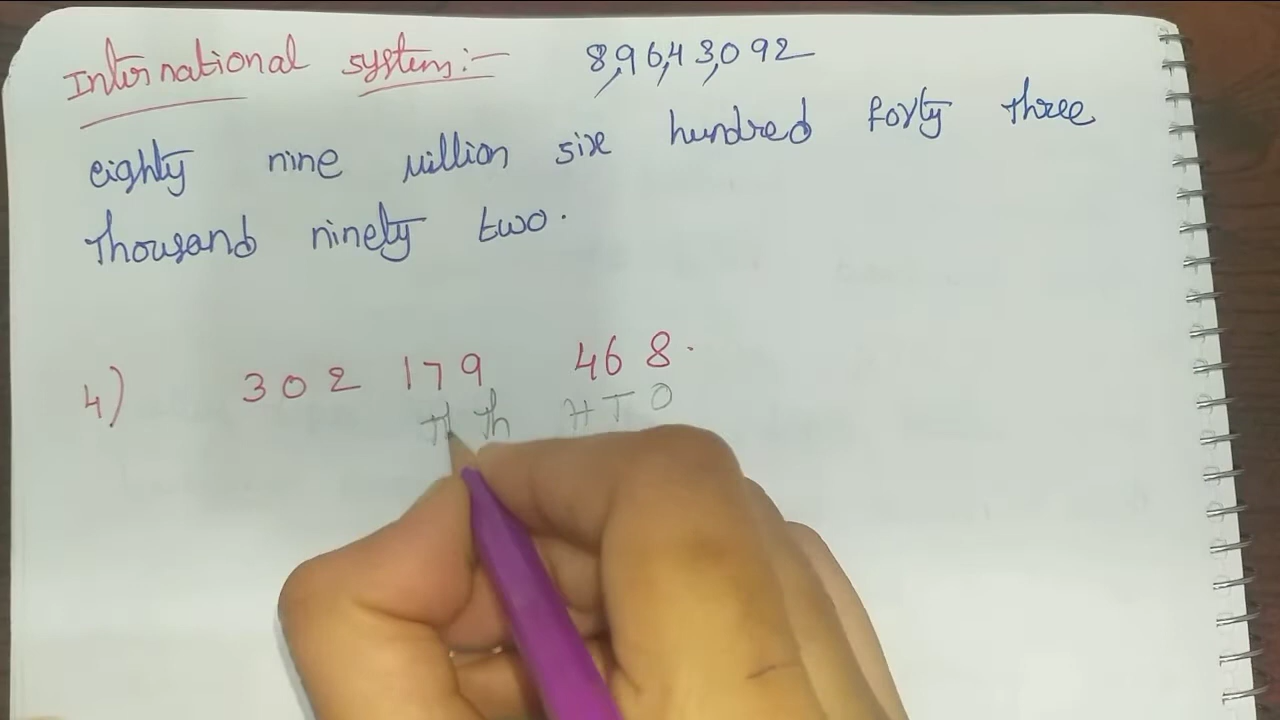 International system:- 8,96,43,092
eighty nine million six hundred forty three
thousand ninety two.
4) 302 179 468.
Th Th H T O